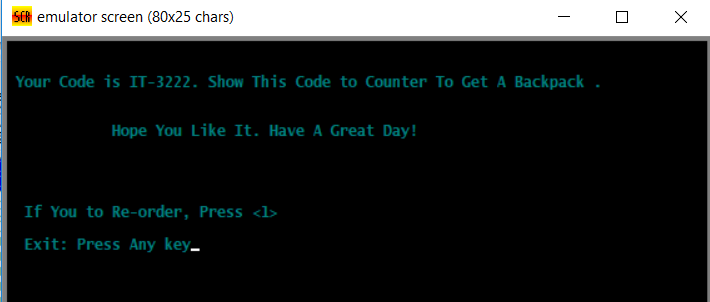 SCR emulator screen (80x25 chars)
Your Code is IT-3222. Show This Code to Counter To Get A Backpack .
Hope You Like It. Have A Great Day!
If You to Re-order, Press <1>
Exit: Press Any key_